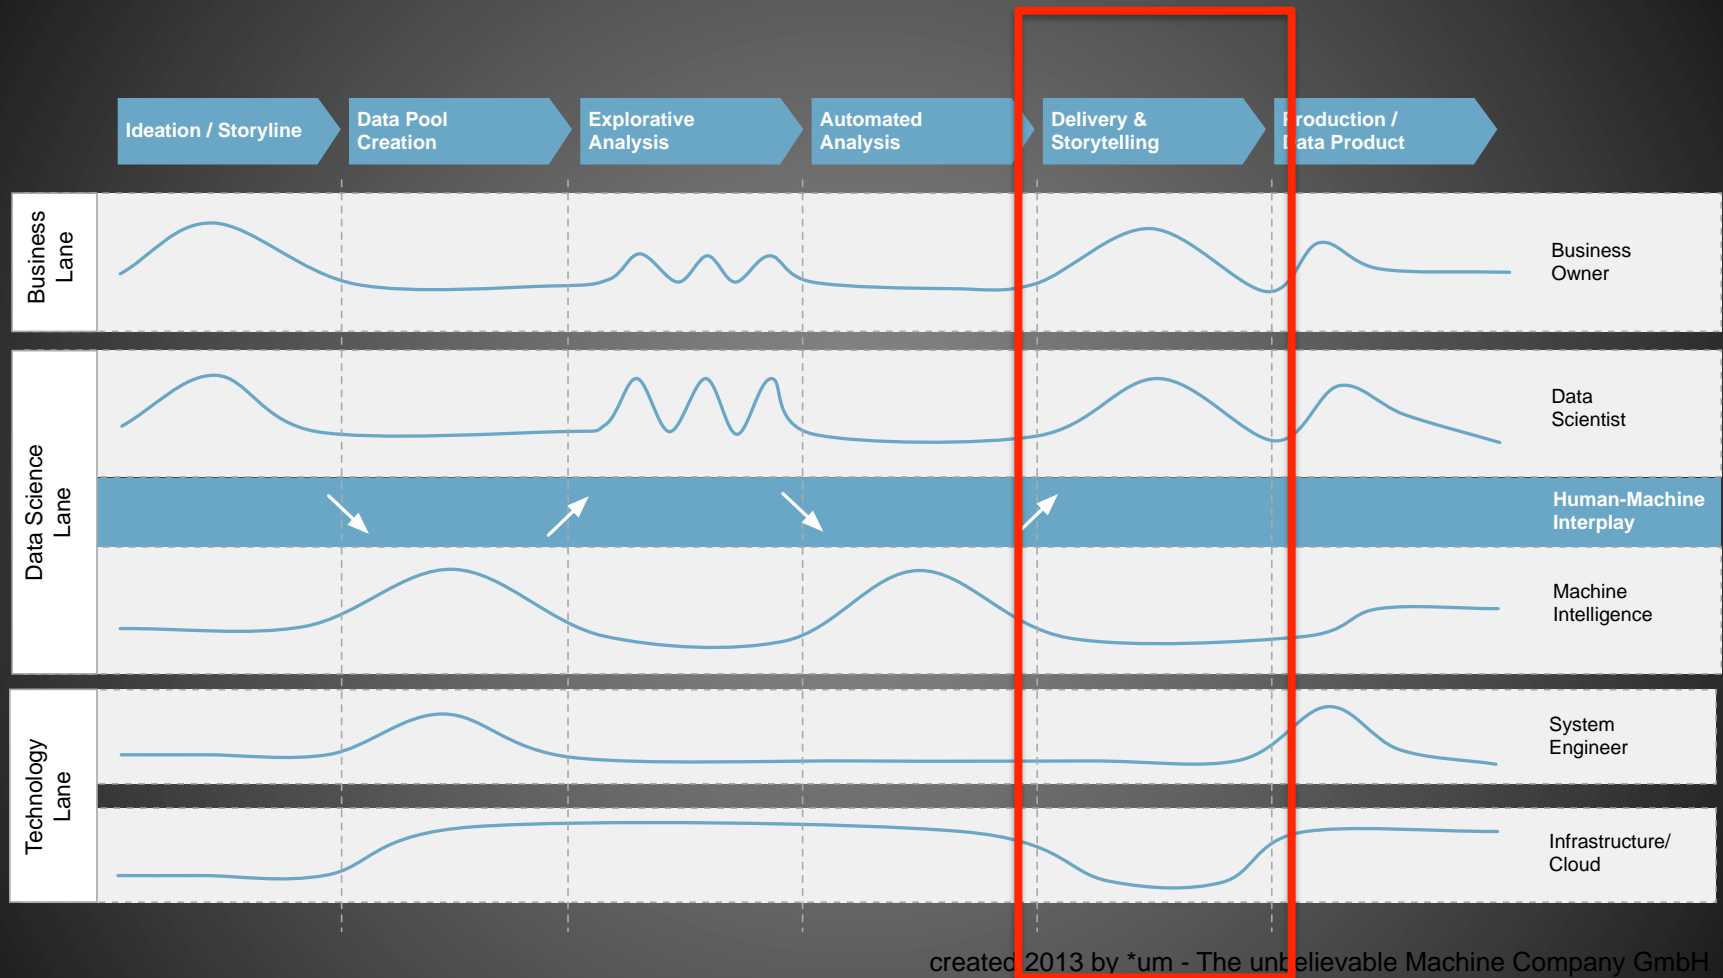 Ideation / Storyline
Data Pool
Creation
Explorative
Analysis
Automated
Analysis
Delivery &
Storytelling
Production /
Data Product
Business
Lane
Business
Owner
Data Science
Lane
Data
Scientist
Human-Machine
Interplay
Machine
Intelligence
Technology
Lane
System
Engineer
Infrastructure/
Cloud
created 2013 by *um - The unbelievable Machine Company GmbH